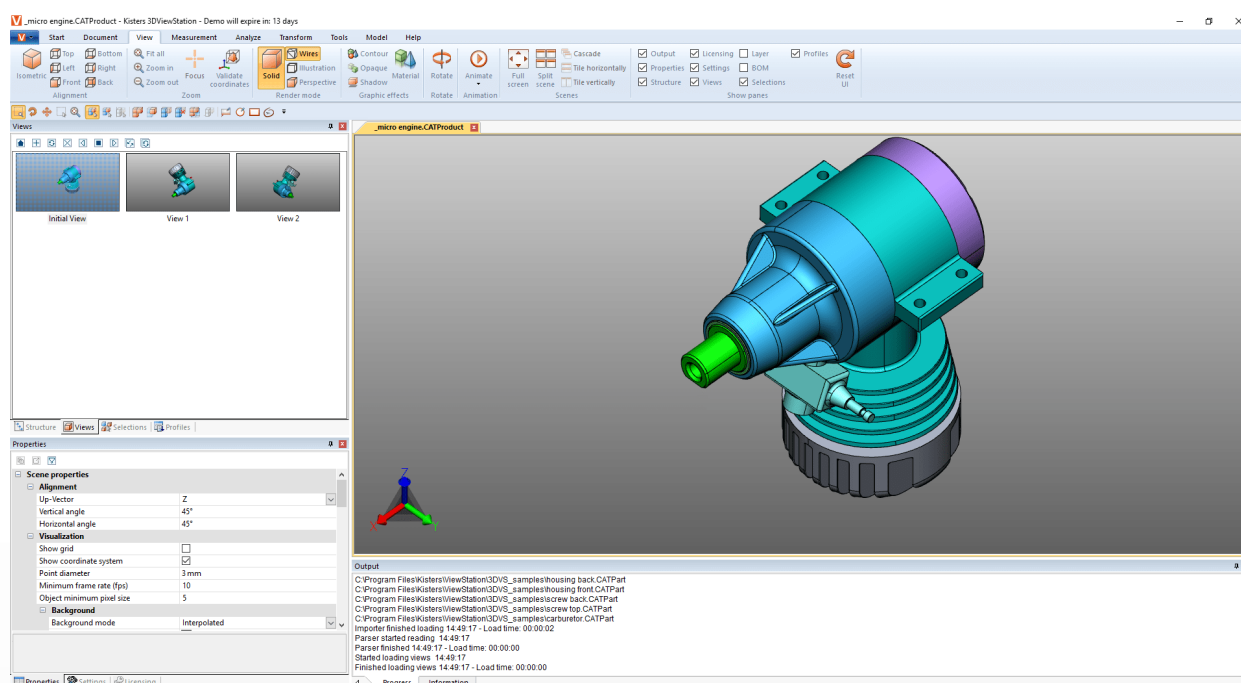 _micro engine.CATProduct - Kisters 3DViewStation - Demo will expire in: 13 days
Start Document View Measurement Analyze Transform Tools Model Help
Top Bottom Fit all Wires Contour Cascade Output Licensing Layer Profiles
Left Right Zoom in Illustration Opaque Tile horizontally Properties Settings BOM
Front Back Zoom out Perspective Shadow Tile vertically Structure Views Selections
Isometric Focus Validate coordinates Solid Material Rotate Animate Full screen Split scene Reset UI
Alignment Zoom Render mode Graphic effects Rotate Animation Scenes Show panes
Views
_micro engine.CATProduct
Initial View View 1 View 2
Structure Views Selections Profiles
Properties
Scene properties
Alignment
Up-Vector Z
Vertical angle 45°
Horizontal angle 45°
Visualization
Show grid
Show coordinate system
Point diameter 3 mm
Minimum frame rate (fps) 10
Object minimum pixel size 5
Background
Background mode Interpolated
Properties Settings Licensing
Z
X
Y
Output
C:\Program Files\Kisters\ViewStation\3DVS_samples\housing back.CATPart
C:\Program Files\Kisters\ViewStation\3DVS_samples\housing front.CATPart
C:\Program Files\Kisters\ViewStation\3DVS_samples\screw back.CATPart
C:\Program Files\Kisters\ViewStation\3DVS_samples\screw top.CATPart
C:\Program Files\Kisters\ViewStation\3DVS_samples\carburetor.CATPart
Importer finished loading 14:49:17 - Load time: 00:00:02
Parser started reading 14:49:17
Parser finished 14:49:17 - Load time: 00:00:00
Started loading views 14:49:17
Finished loading views 14:49:17 - Load time: 00:00:00
Progress Information